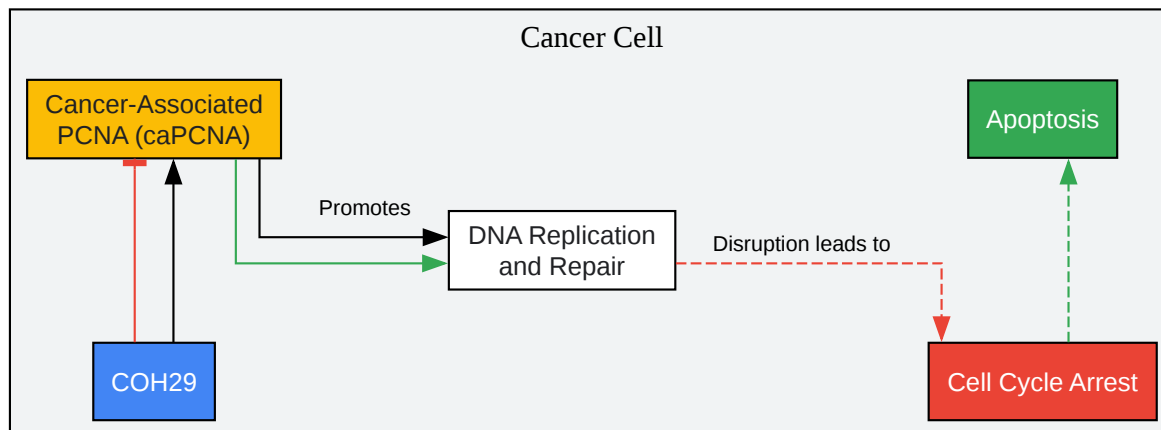 Cancer Cell
Cancer-Associated
PCNA (caPCNA)
Apoptosis
Promotes
DNA Replication
and Repair
Disruption leads to
COH29
Cell Cycle Arrest